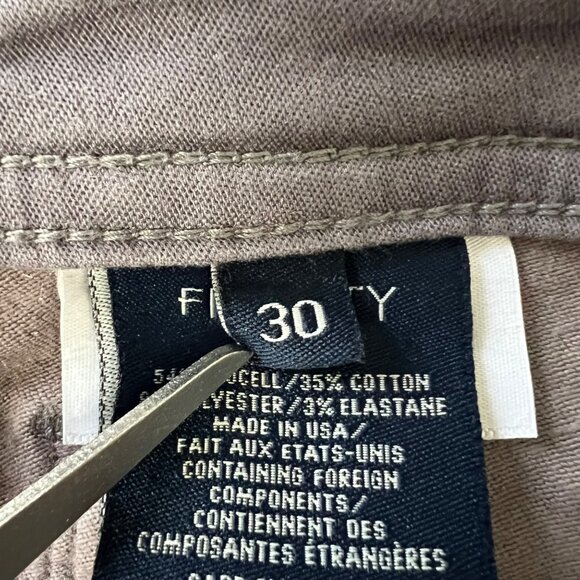 30
/35% COTTON
/3% ELASTANE
MADE IN USA/
FAIT AUX ETATS-UNIS
CONTAINING FOREIGN
COMPONENTS/
CONTIENNENT DES
COMPOSANTES ÉTRANGÈRES